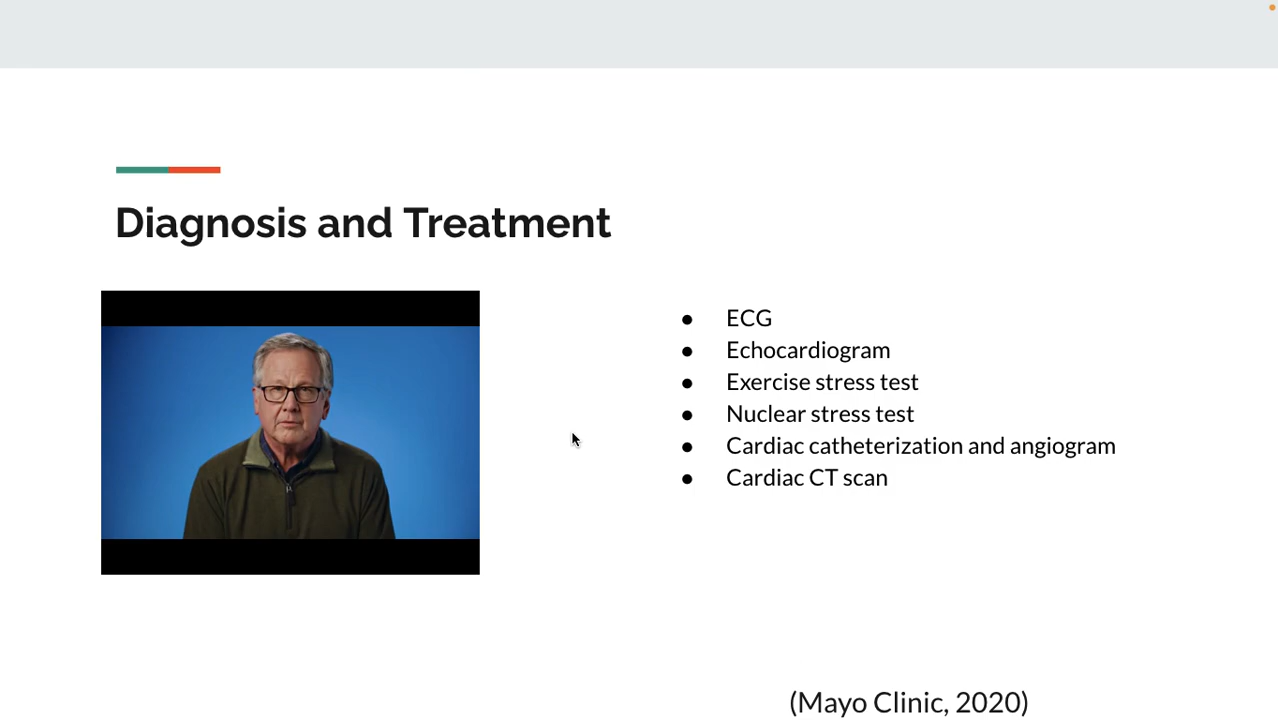 Diagnosis and Treatment
● ECG
● Echocardiogram
● Exercise stress test
● Nuclear stress test
● Cardiac catheterization and angiogram
● Cardiac CT scan
(Mayo Clinic, 2020)